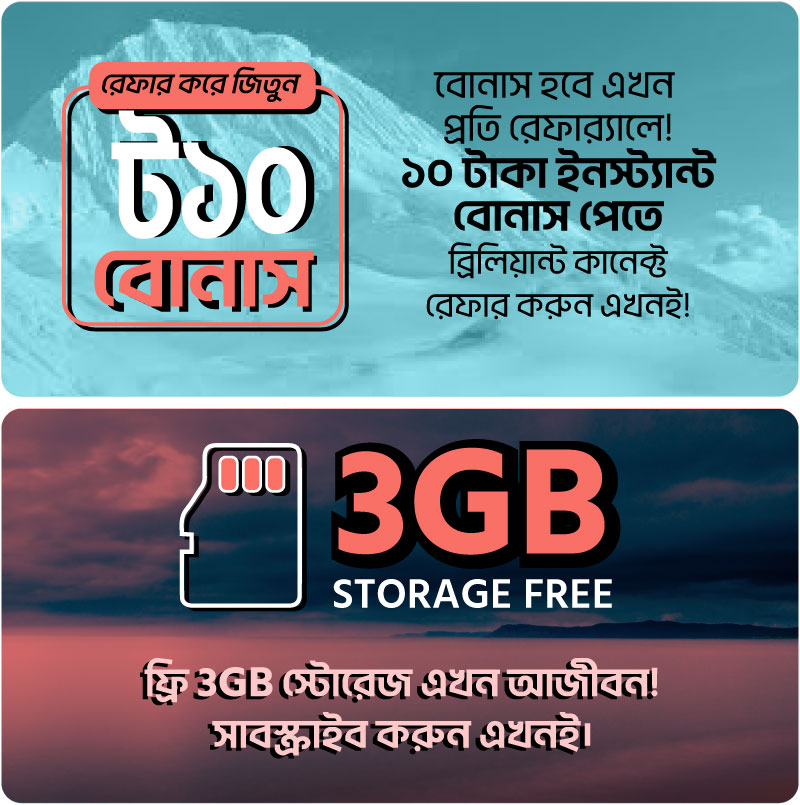 রেফার করে জিতুন
ট১০
বোনাস
বোনাস হবে এখন
প্রতি রেফার‍্যালে!
১০ টাকা ইনস্ট্যান্ট
বোনাস পেতে
ব্রিলিয়ান্ট কানেক্ট
রেফার করুন এখনই!
3GB
STORAGE FREE
ফ্রি 3GB স্টোরেজ এখন আজীবন!
সাবস্ক্রাইব করুন এখনই।